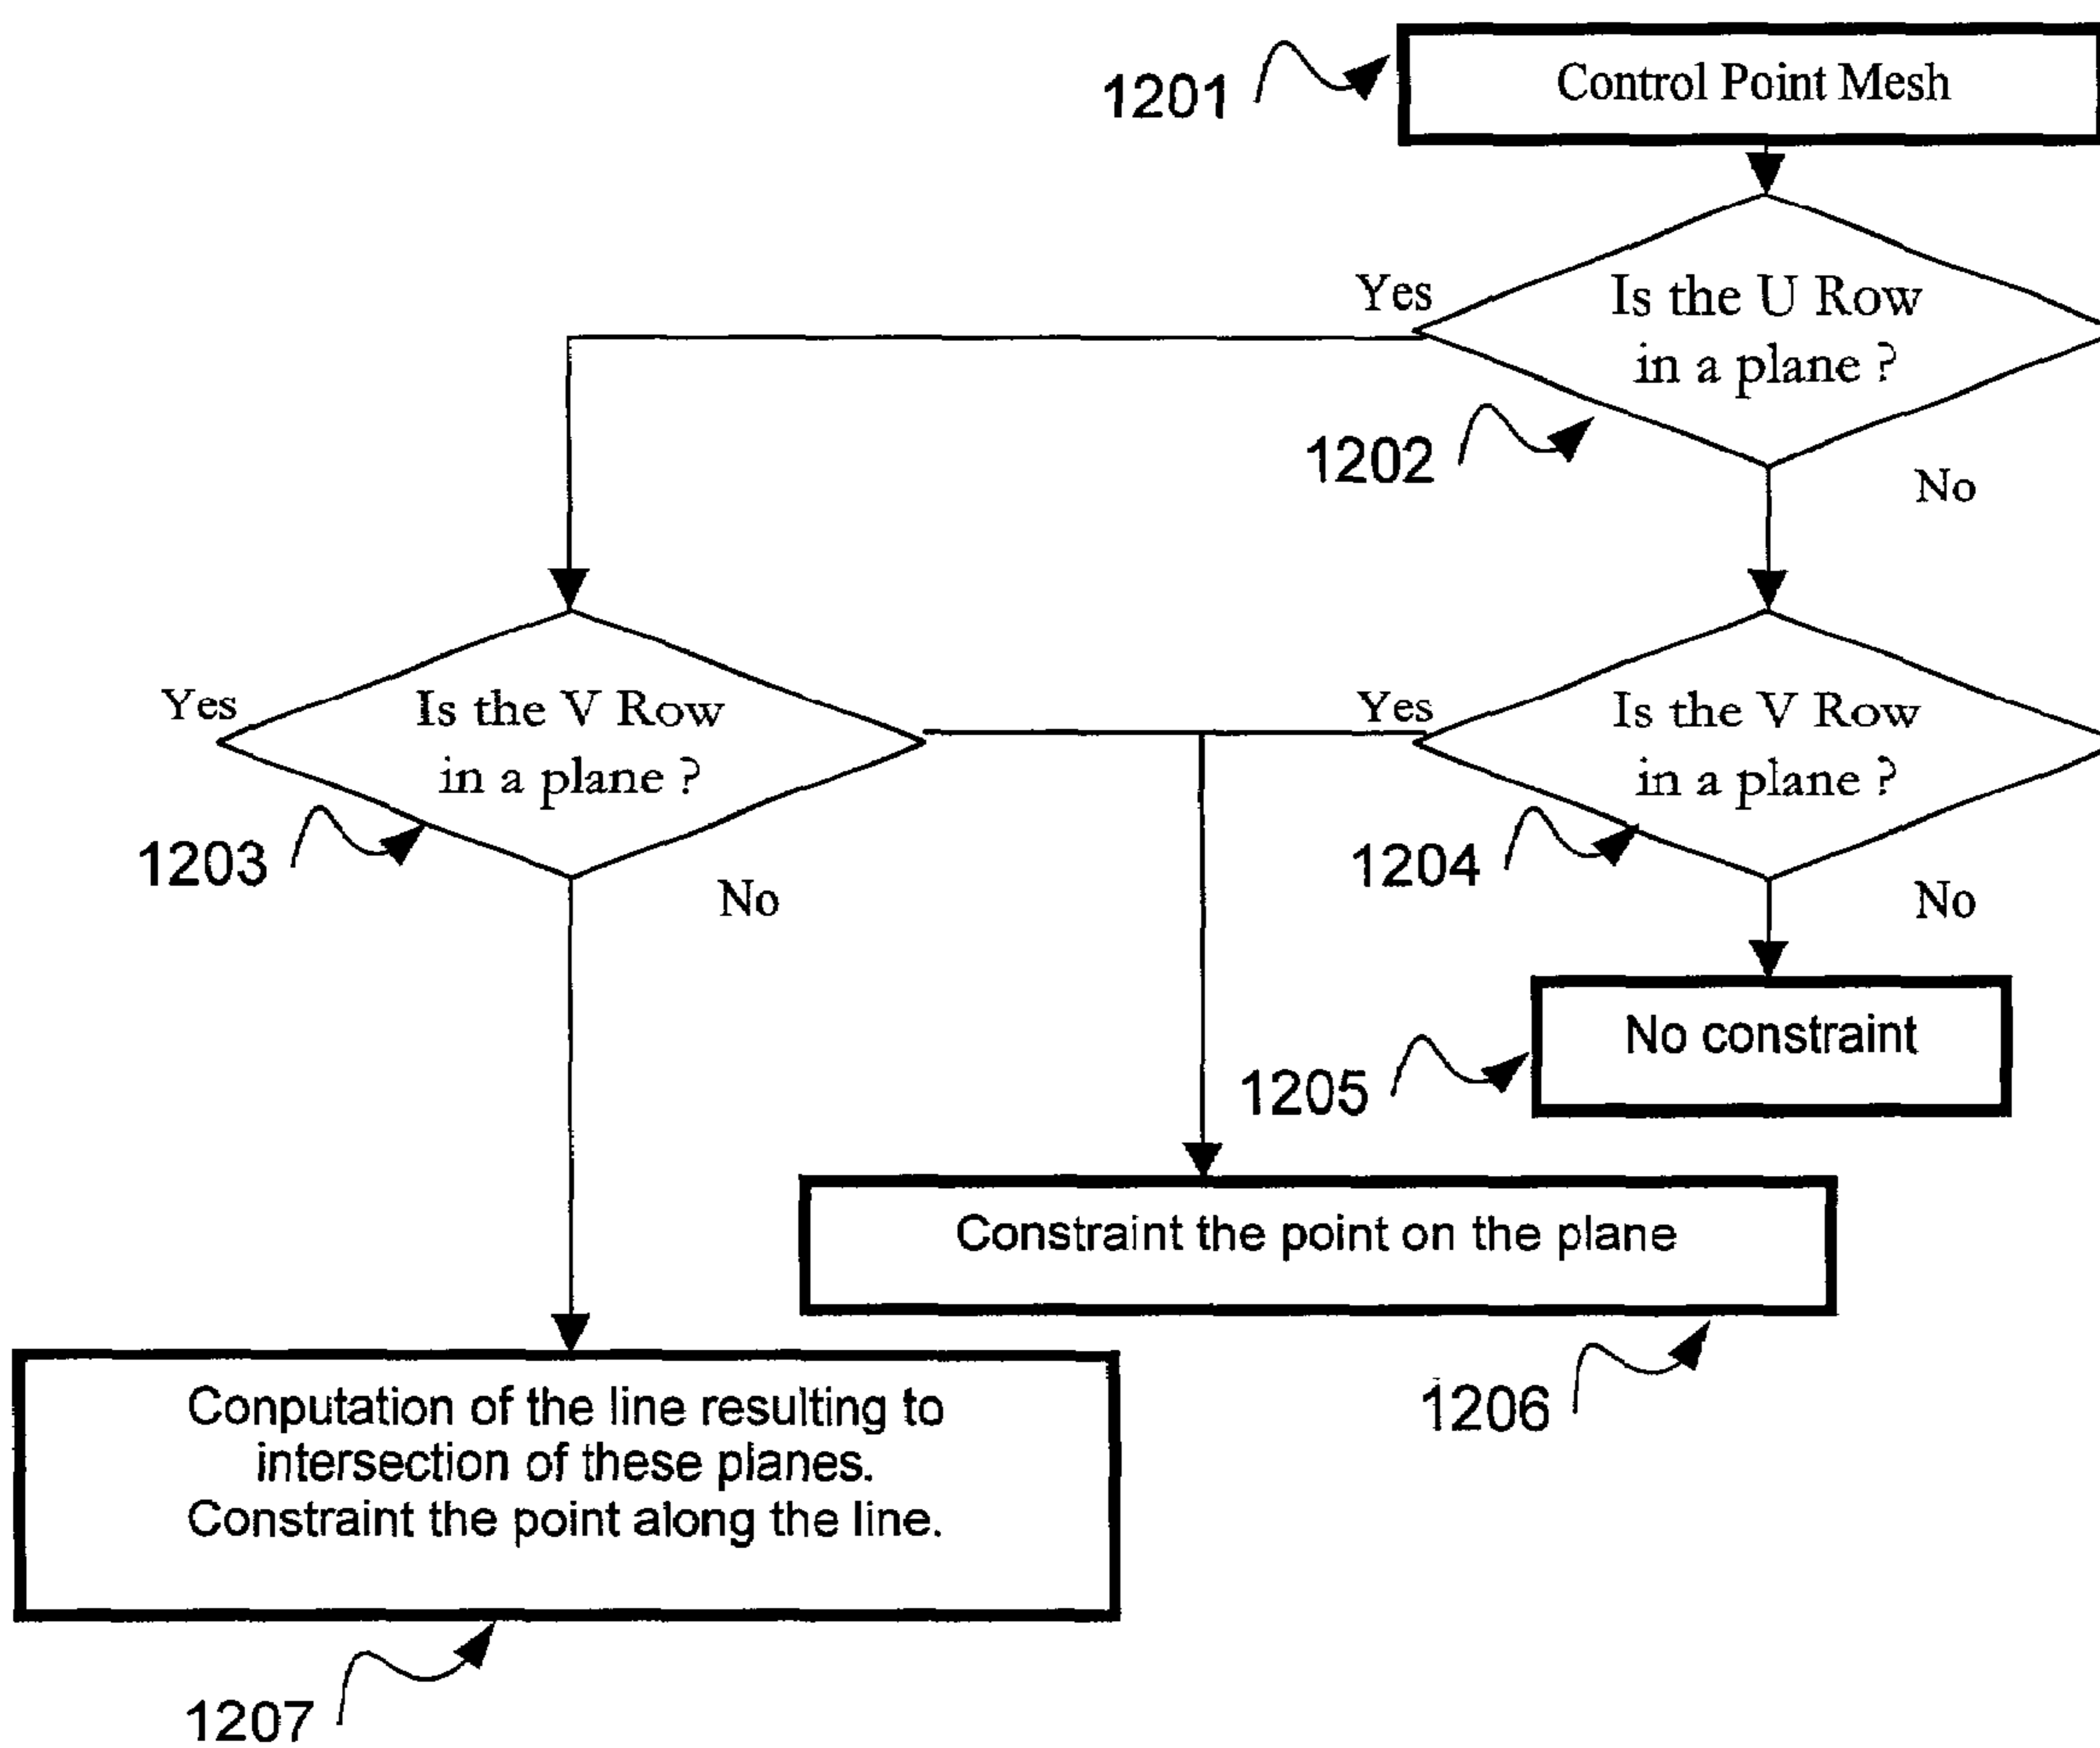 1201
Control Point Mesh
Yes
Is the U Row
in a plane ?
1202
No
Yes
Is the V Row
in a plane ?
1203
No
Yes
Is the V Row
in a plane ?
1204
No
No constraint
1205
Constraint the point on the plane
1206
Conputation of the line resulting to
intersection of these planes.
Constraint the point along the line.
1207